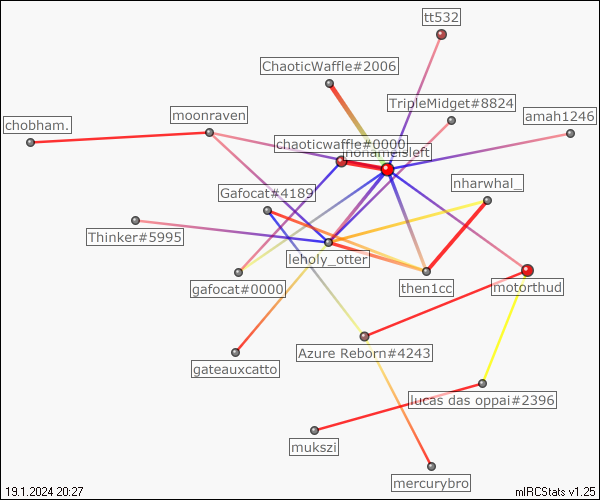 tt532
ChaoticWaffle#2006
TripleMidget#8824
amah1246
chobham.
moonraven
chaoticwaffle#0000
nonameisleft
nharwhal_
Gafocat#4189
Thinker#5995
leholy_otter
gafocat#0000
then1cc
motorthud
Azure Reborn#4243
gateauxcatto
lucas das oppai#2396
mukszi
mercurybro
19.1.2024 20:27
mIRCStats v1.25